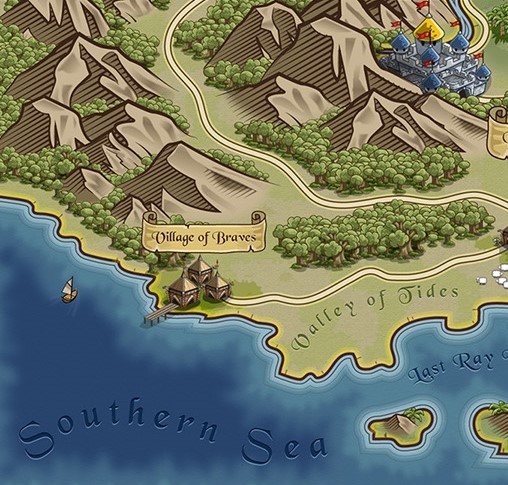 Village of Braves
Valley of Tides
Last Ray
Southern Sea